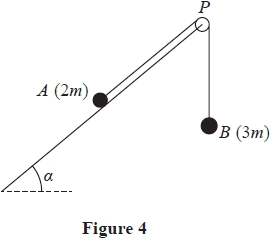 P
A (2m)
B (3m)
α
Figure 4